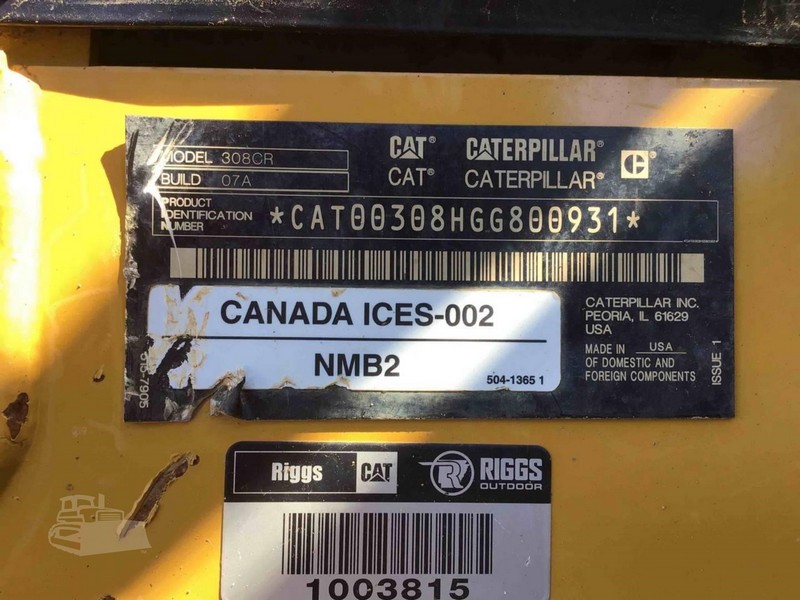 CAT® CATERPILLAR®
MODEL 308CR
BUILD 07A
CAT® CATERPILLAR®
PRODUCT
IDENTIFICATION
NUMBER
*CAT00308HGG800931*
CANADA ICES-002
NMB2
504-1365 1
CATERPILLAR INC.
PEORIA, IL 61629
USA
MADE IN USA
OF DOMESTIC AND
FOREIGN COMPONENTS
ISSUE 1
Riggs CAT
RIGGS
OUTDOOR
1003815